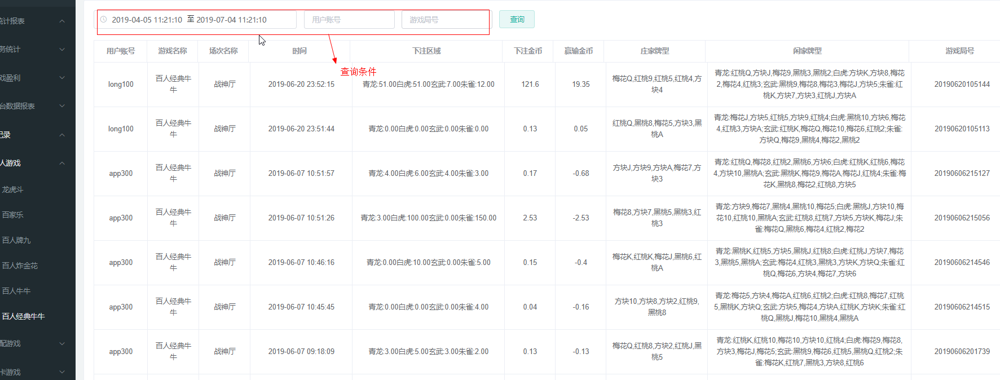 统计报表
务统计
戏盈利
台数据报表
记录
人游戏
龙虎斗
百家乐
百人牌九
百人炸金花
百人牛牛
百人经典牛牛
配游戏
卡游戏
2019-04-05 11:21:10 至 2019-07-04 11:21:10 用户账号 游戏局号 查询
查询条件
用户账号 游戏名称 场次名称 时间 下注区域 下注金币 赢输金币 庄家牌型 闲家牌型 游戏局号
long100
百人经典牛
牛
战神厅
2019-06-20 23:52:15
青龙:51.00白虎:51.00玄武:7.00朱雀:12.00
121.6
19.35
梅花Q,红桃9,红桃5,红桃4,方
块4
青龙:红桃Q,方块J,梅花9,黑桃3,黑桃2;白虎:方块K,方块8,梅花
2,梅花4,红桃3;玄武:黑桃9,梅花8,梅花3,梅花J,方块5;朱雀:红
桃K,方块7,方块3,红桃J,方块A
20190620105144
long100
百人经典牛
牛
战神厅
2019-06-20 23:51:44
青龙:0.00白虎:0.00玄武:0.00朱雀:0.00
0.13
0.05
红桃Q,黑桃8,梅花5,方块3,黑
桃A
青龙:梅花J,方块5,红桃5,方块9,红桃4;白虎:黑桃10,方块6,梅花
4,红桃3,方块A;玄武:红桃K,梅花Q,梅花10,梅花6,红桃2;朱雀:
方块Q,梅花9,黑桃4,梅花2,黑桃2
20190620105113
app300
百人经典牛
牛
战神厅
2019-06-07 10:51:57
青龙:4.00白虎:6.00玄武:4.00朱雀:3.00
0.17
-0.68
方块J,方块9,方块A,梅花7,方
块3
青龙:红桃Q,梅花8,红桃2,黑桃6,方块6;白虎:红桃K,红桃6,梅花
4,方块10,黑桃A;玄武:黑桃K,梅花9,梅花A,梅花J,红桃4;朱雀:梅
花K,黑桃8,梅花2,红桃8,方块5
20190606215127
app300
百人经典牛
牛
战神厅
2019-06-07 10:51:26
青龙:3.00白虎:100.00玄武:0.00朱雀:150.00
2.53
-2.53
梅花8,方块7,黑桃5,黑桃3,红
桃3
青龙:方块9,梅花7,黑桃4,黑桃10,梅花5;白虎:黑桃J,方块10,梅
花10,红桃10,黑桃A;玄武:红桃8,红桃7,方块5,方块K,梅花J;朱
雀:梅花Q,黑桃6,梅花4,红桃2,梅花2
20190606215056
app300
百人经典牛
牛
战神厅
2019-06-07 10:46:16
青龙:0.00白虎:10.00玄武:0.00朱雀:5.00
0.15
-0.4
梅花K,红桃K,梅花J,黑桃6,红
桃A
青龙:黑桃K,红桃5,方块5,黑桃J,红桃8;白虎:红桃J,方块7,梅花
3,黑桃5,黑桃A;玄武:梅花4,红桃3,黑桃3,方块K,方块Q;朱雀:红
桃Q,梅花6,方块4,梅花7,方块6
20190606214546
app300
百人经典牛
牛
战神厅
2019-06-07 10:45:45
青龙:0.00白虎:0.00玄武:0.00朱雀:4.00
0.04
-0.16
方块10,方块8,方块2,红桃9,
黑桃8
青龙:梅花5,方块4,梅花A,红桃6,红桃2;白虎:红桃8,梅花7,红桃
5,黑桃K,方块Q;玄武:方块5,梅花4,方块A,红桃K,方块K;朱雀:红
桃Q,黑桃J,梅花10,黑桃4,黑桃A
20190606214515
app300
百人经典牛
牛
战神厅
2019-06-07 09:18:09
青龙:3.00白虎:5.00玄武:3.00朱雀:2.00
0.13
-0.13
梅花Q,红桃8,方块2,红桃J,黑
桃5
青龙:红桃K,红桃10,梅花10,方块10,红桃4;白虎:梅花9,梅花8,
方块3,梅花J,梅花5;玄武:黑桃9,梅花6,红桃5,黑桃Q,红桃2;朱
雀:梅花K,红桃7,黑桃3,方块8,红桃6
20190606201739